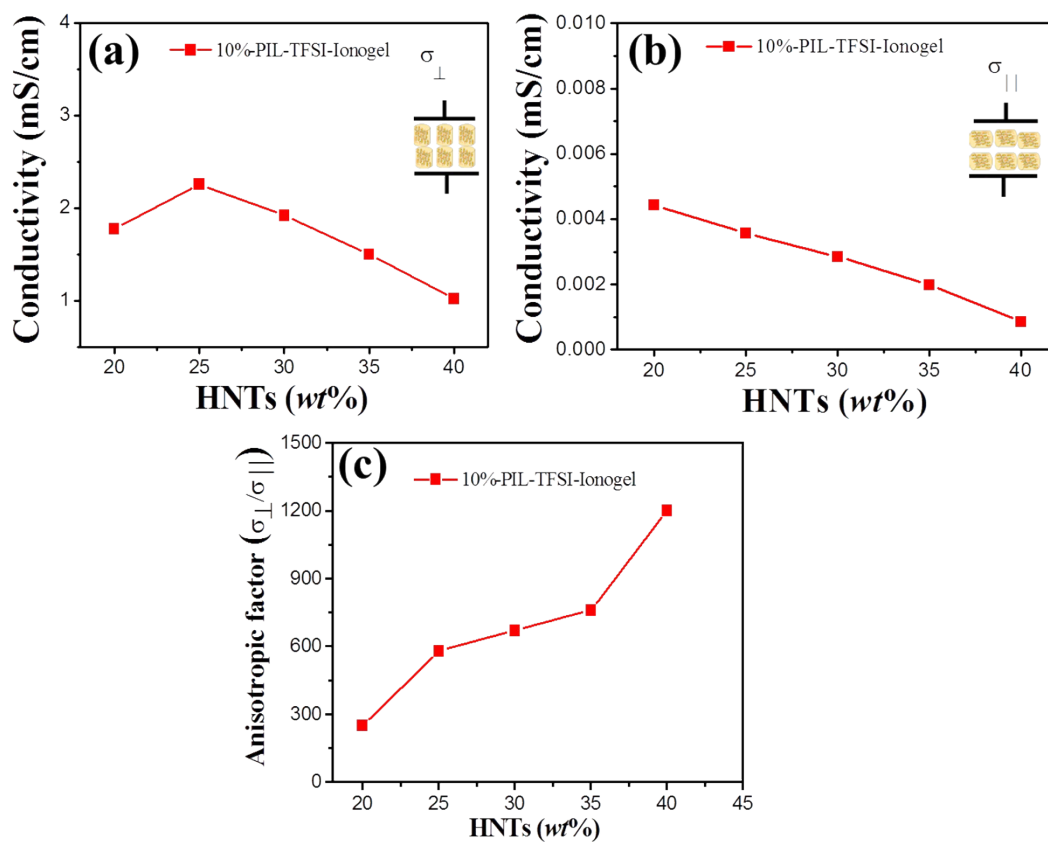 (a)
10%-PIL-TFSI-Ionogel
σ⊥
Conductivity (mS/cm)
4
3
2
1
20 25 30 35 40
HNTs (wt%)
(b)
10%-PIL-TFSI-Ionogel
σ||
Conductivity (mS/cm)
0.010
0.008
0.006
0.004
0.002
0.000
20 25 30 35 40
HNTs (wt%)
(c)
10%-PIL-TFSI-Ionogel
Anisotropic factor (σ⊥/σ||)
1500
1200
900
600
300
0
20 25 30 35 40 45
HNTs (wt%)